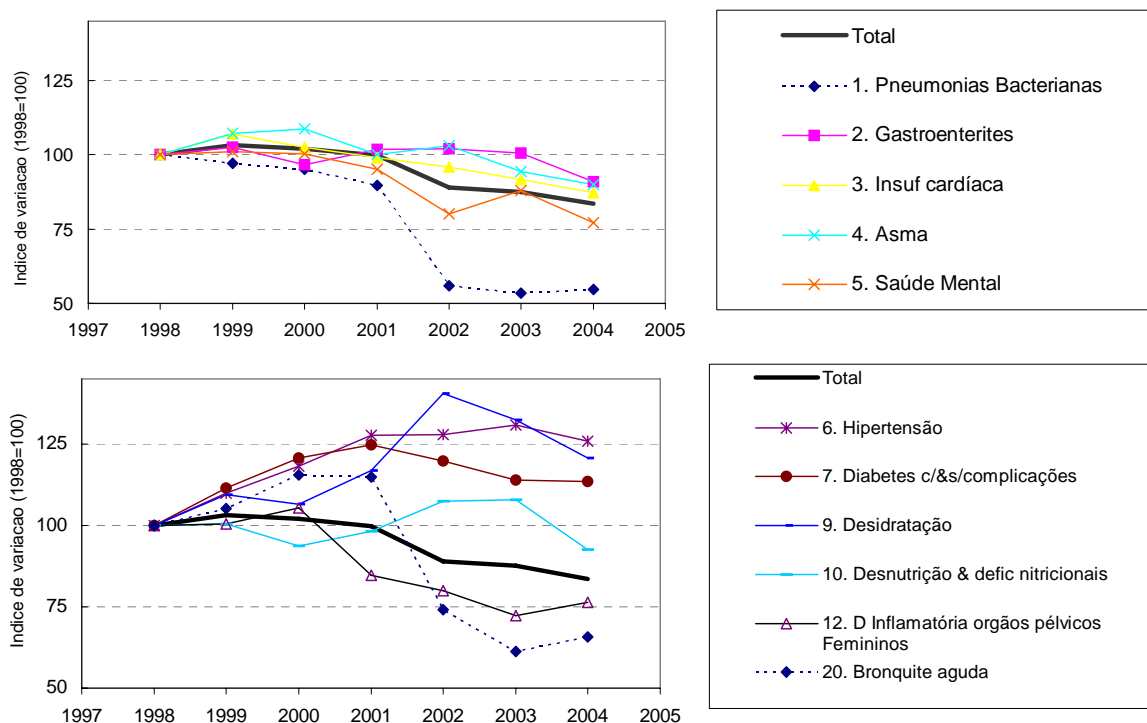 Indice de variacao (1998=100)
125
100
75
50
1997 1998 1999 2000 2001 2002 2003 2004 2005
Total
1. Pneumonias Bacterianas
2. Gastroenterites
3. Insuf cardíaca
4. Asma
5. Saúde Mental
Indice de variacao (1998=100)
125
100
75
50
1997 1998 1999 2000 2001 2002 2003 2004 2005
Total
6. Hipertensão
7. Diabetes c/&s/complicações
9. Desidratação
10. Desnutrição & defic nitricionais
12. D Inflamatória orgãos pélvicos
Femininos
20. Bronquite aguda